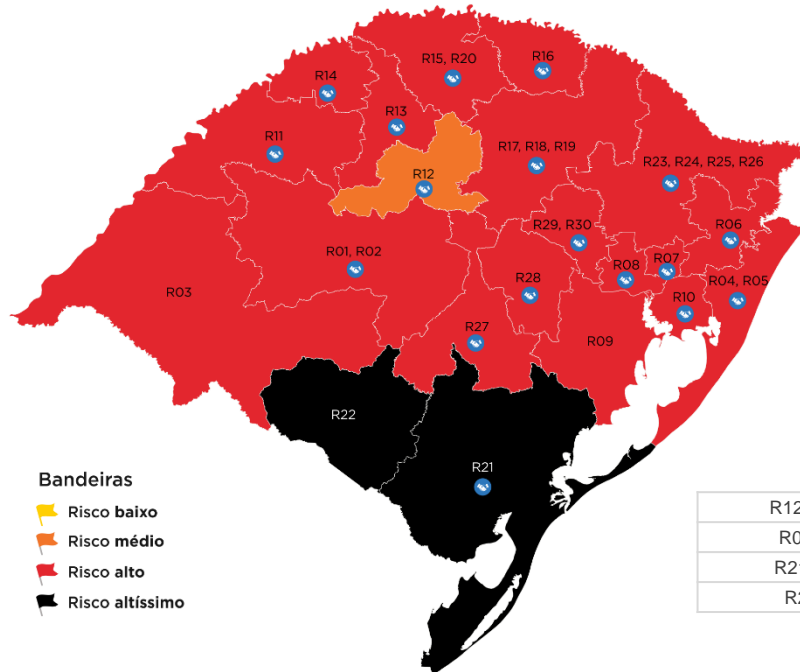 R15, R20
R16
R14
R13
R11
R17, R18, R19
R23, R24, R25, R26
R12
R29, R30
R06
R01, R02
R07
R08
R28
R04, R05
R03
R10
R27
R09
R22
R21
Bandeiras
Risco baixo
Risco médio
Risco alto
Risco altíssimo
R12